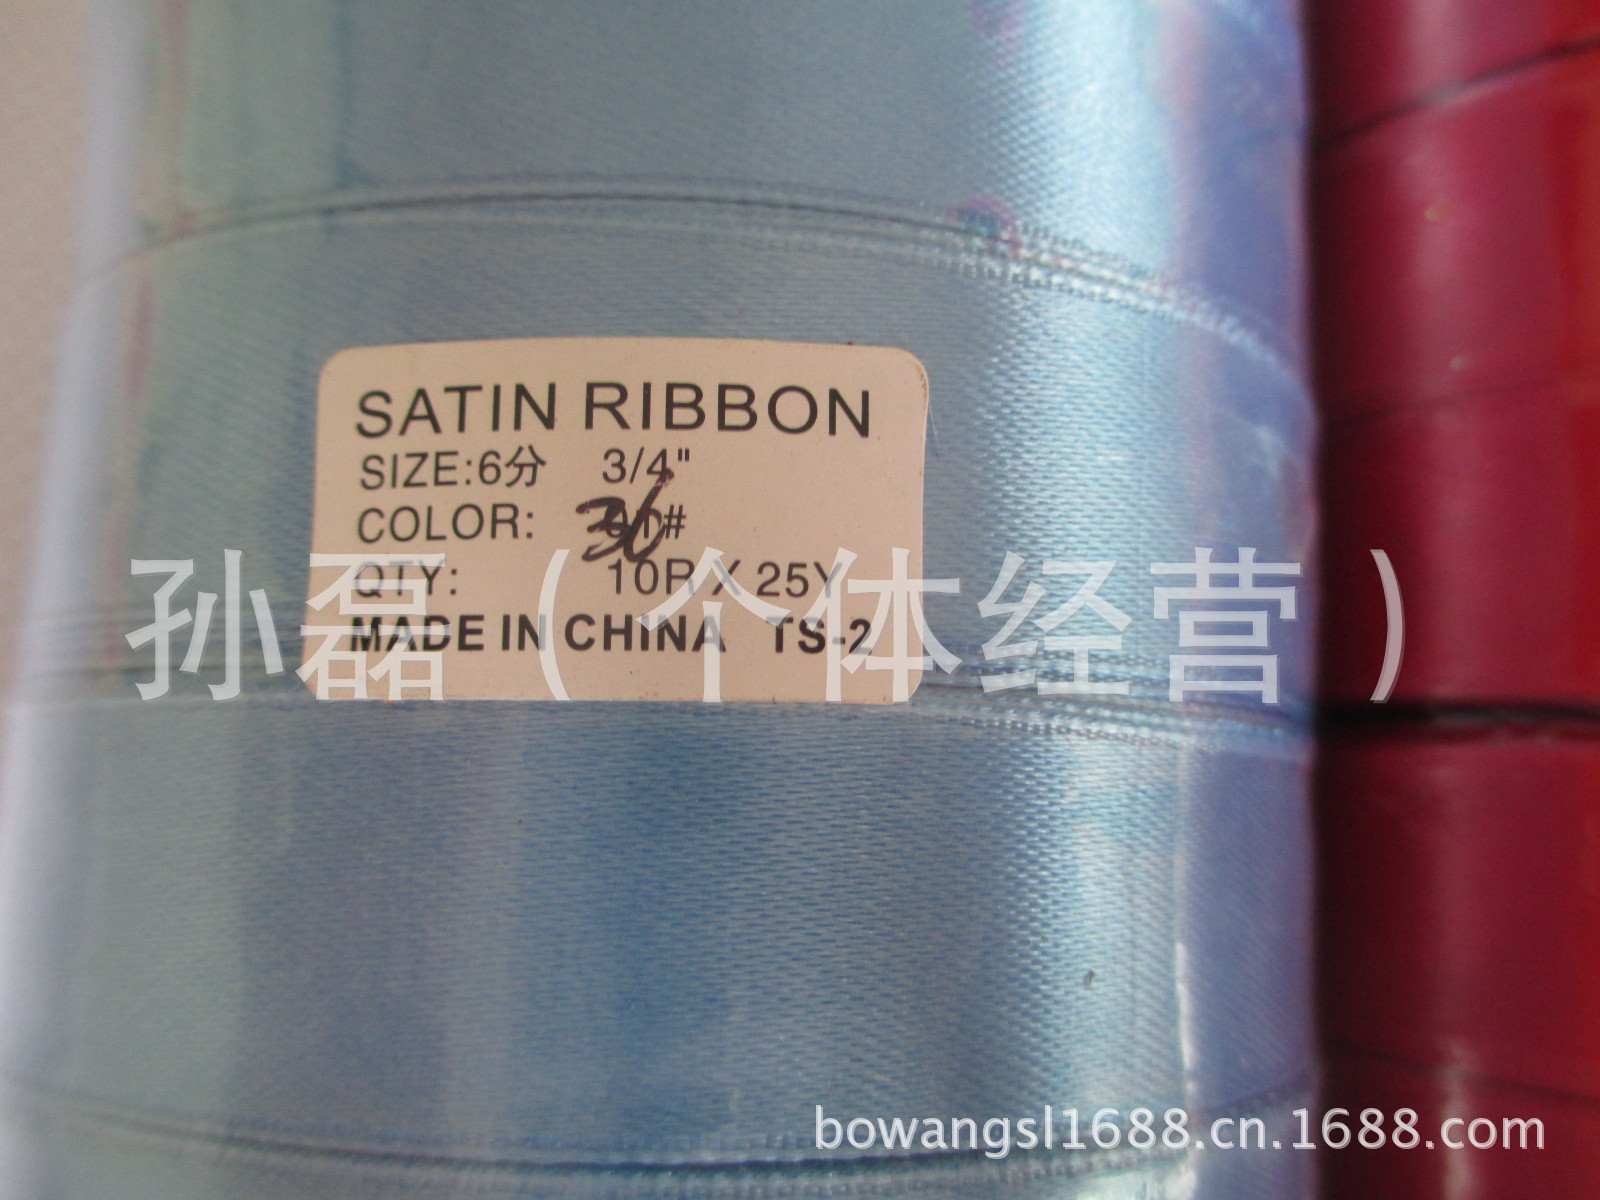 SATIN RIBBON
SIZE:6分 3/4"
COLOR: 36 #
QTY: 10R X 25Y
MADE IN CHINA TS-2
孙磊（个体经营）
bowangsl1688.cn.1688.com